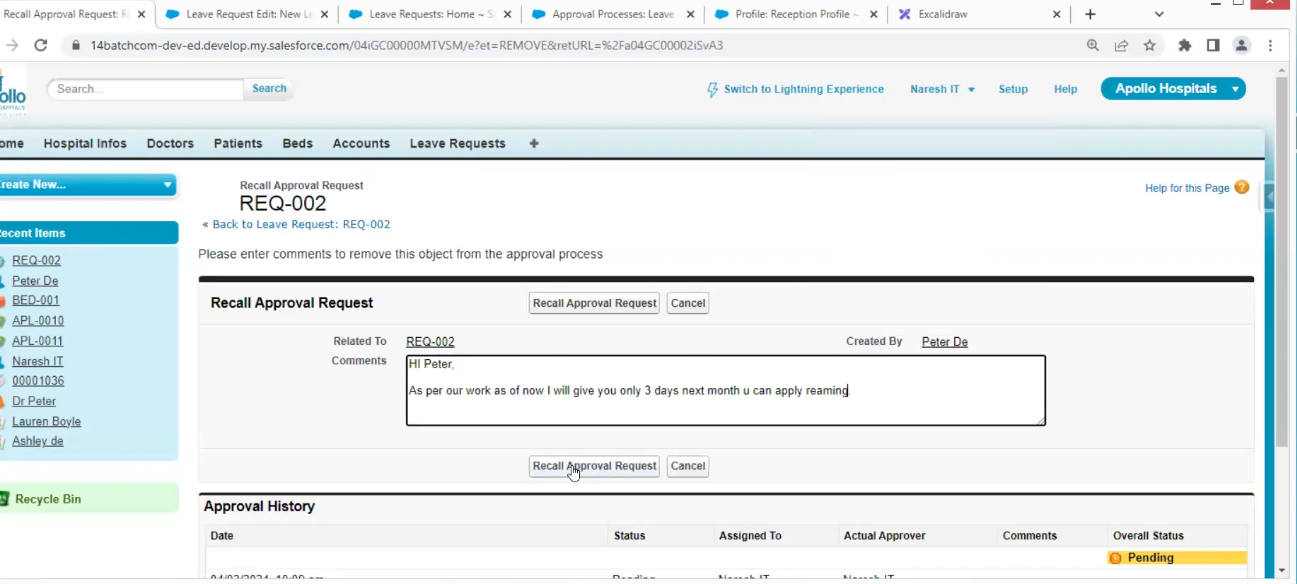 Recall Approval Request: R
Leave Request Edit: New Le
Leave Requests: Home ~ S
Approval Processes: Leave
Profile: Reception Profile ~
Excalidraw
14batchcom-dev-ed.develop.my.salesforce.com/04iGC00000MTVSM/e?et=REMOVE&retURL=%2Fa04GC00002iSvA3
ollo
Search...
Search
Switch to Lightning Experience
Naresh IT
Setup
Help
Apollo Hospitals
ome
Hospital Infos
Doctors
Patients
Beds
Accounts
Leave Requests
reate New...
ecent Items
REQ-002
Peter De
BED-001
APL-0010
APL-0011
Naresh IT
00001036
Dr Peter
Lauren Boyle
Ashley de
Recycle Bin
Recall Approval Request
REQ-002
Help for this Page
« Back to Leave Request: REQ-002
Please enter comments to remove this object from the approval process
Recall Approval Request
Recall Approval Request
Cancel
Related To REQ-002
Created By Peter De
Comments
HI Peter,
As per our work as of now I will give you only 3 days next month u can apply reaming
Recall Approval Request
Cancel
Approval History
Date Status Assigned To Actual Approver Comments Overall Status
Pending